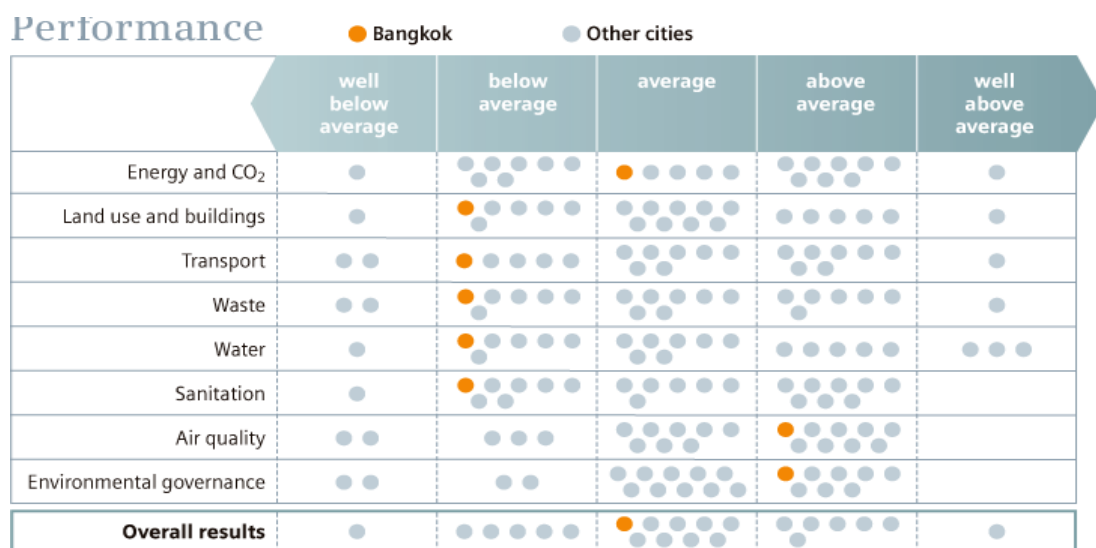 Performance
Bangkok
Other cities
well
below
average
below
average
average
above
average
well
above
average
Energy and CO₂
Land use and buildings
Transport
Waste
Water
Sanitation
Air quality
Environmental governance
Overall results